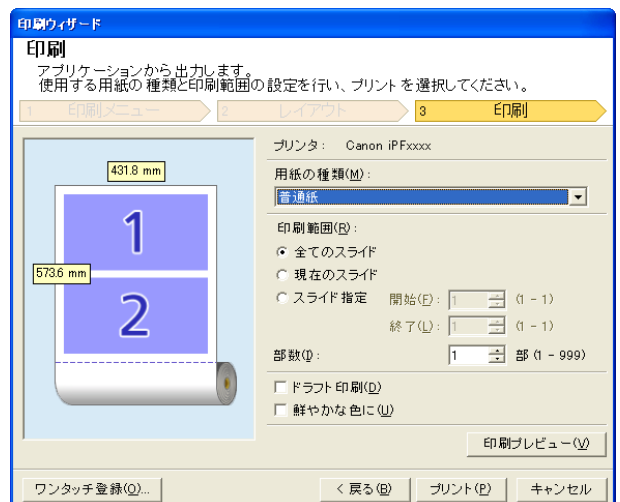 印刷ウィザード
印刷
アプリケーションから出力します。
使用する用紙の種類と印刷範囲の設定を行い、プリントを選択してください。
1 印刷メニュー 2 レイアウト 3 印刷
プリンタ： Canon iPFxxxx
431.8 mm
用紙の種類(M)：
普通紙
1
印刷範囲(R)：
全てのスライド
573.6 mm
現在のスライド
2
スライド指定 開始(F)： 1 (1 - 1)
終了(L)： 1 (1 - 1)
部数(I)： 1 部 (1 - 999)
ドラフト印刷(D)
鮮やかな色に(U)
印刷プレビュー(V)
ワンタッチ登録(O)... < 戻る(B) プリント(P) キャンセル